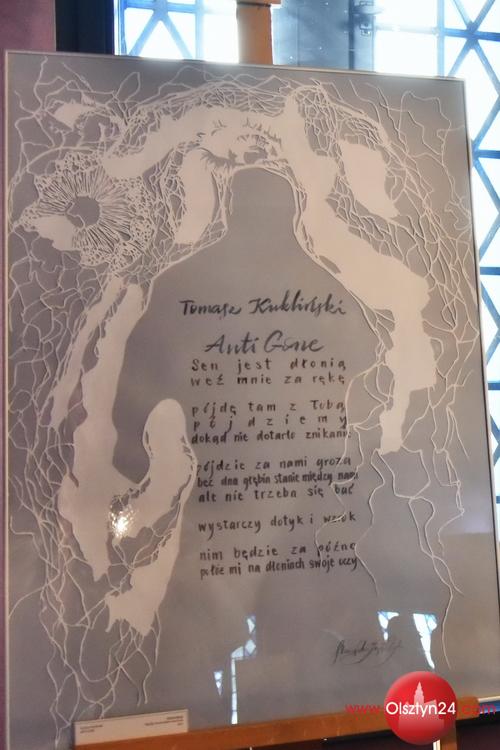 Tomasz Kukliński
Anti Gone
Sen jest dłonią
weź mnie za rękę
pójdę tam z Tobą
pójdziemy
dokąd nie dotarło znikanie
pójdzie za nami groza
bez dna głębia stanie między nami
ale nie trzeba się bać
wystarczy dotyk i wzrok
nim będzie za późno
połóż mi na dłoniach swoje oczy
www.Olsztyn24.com